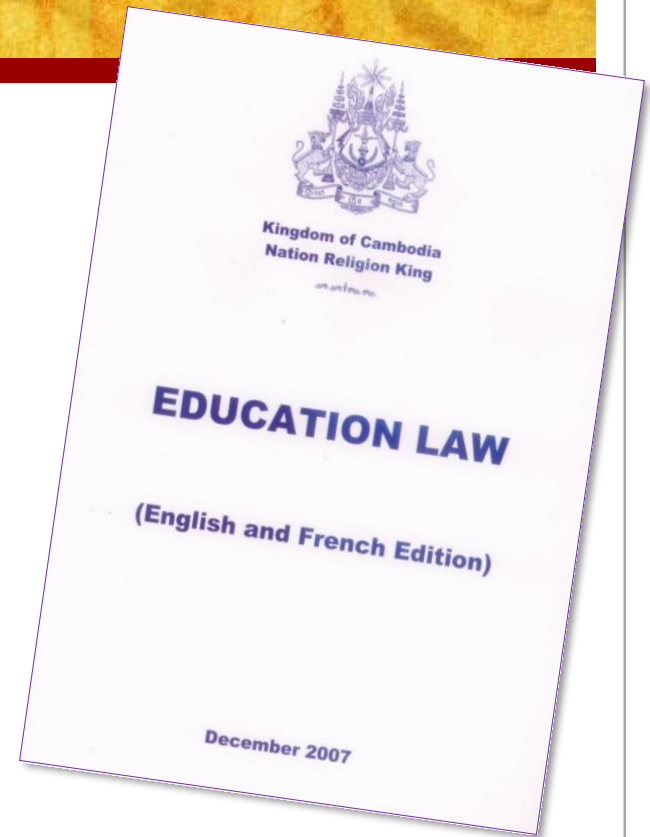 Kingdom of Cambodia
Nation Religion King
EDUCATION LAW
(English and French Edition)
December 2007